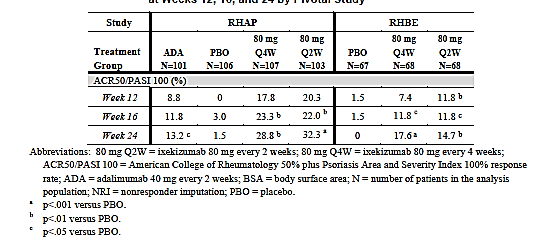 at Weeks 12, 16, and 24 by Pivotal Study
Study RHAP RHBE
Treatment Group ADA N=101 PBO N=106 80 mg Q4W N=107 80 mg Q2W N=103 PBO N=67 80 mg Q4W N=68 80 mg Q2W N=68
ACR50/PASI 100 (%)
Week 12 8.8 0 17.8 20.3 1.5 7.4 11.8 b
Week 16 11.8 3.0 23.3 b 22.0 b 1.5 11.8 c 11.8 c
Week 24 13.2 c 1.5 28.8 b 32.3 a 0 17.6 a 14.7 b
Abbreviations: 80 mg Q2W = ixekizumab 80 mg every 2 weeks; 80 mg Q4W = ixekizumab 80 mg every 4 weeks;
ACR50/PASI 100 = American College of Rheumatology 50% plus Psoriasis Area and Severity Index 100% response
rate; ADA = adalimumab 40 mg every 2 weeks; BSA = body surface area; N = number of patients in the analysis
population; NRI = nonresponder imputation; PBO = placebo.
a p<.001 versus PBO.
b p<.01 versus PBO.
c p<.05 versus PBO.